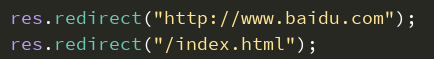 res.redirect("http://www.baidu.com");
res.redirect("/index.html");